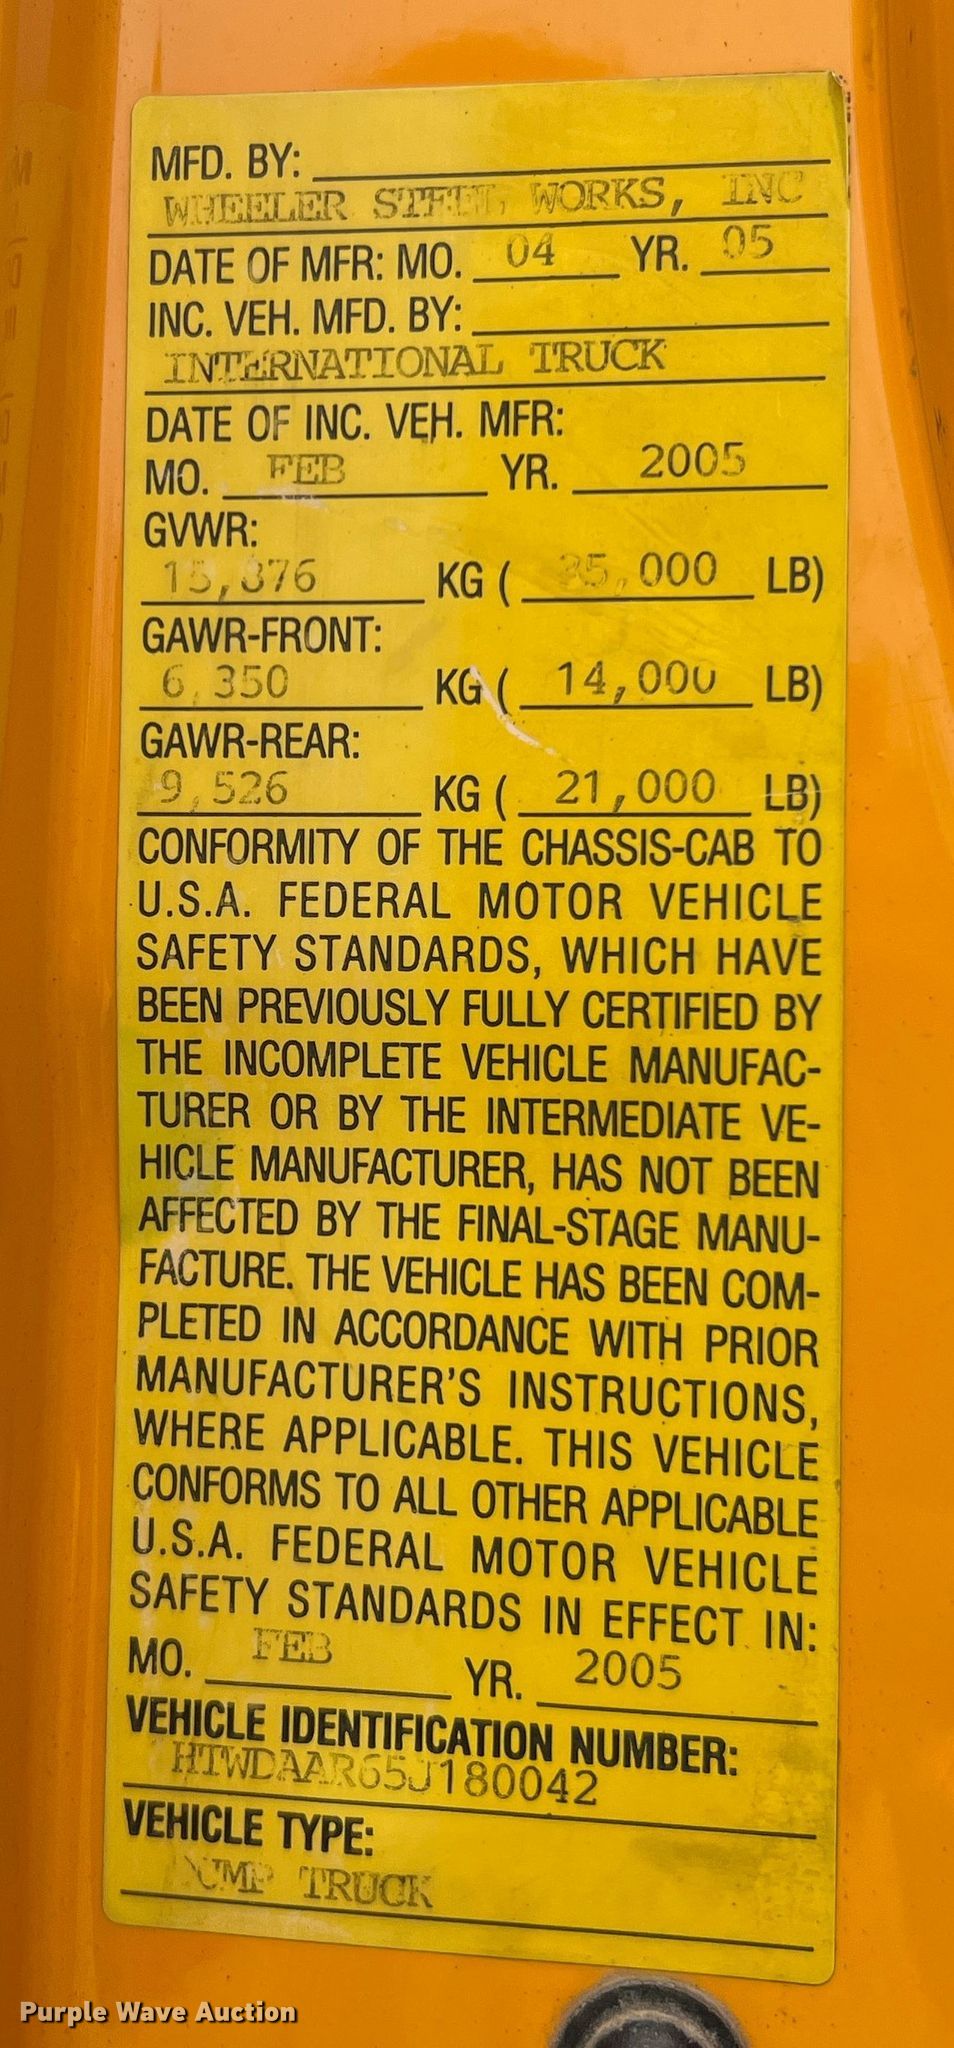 MFD. BY:
WHEELER STEEL WORKS, INC
DATE OF MFR: MO. 04 YR. 05
INC. VEH. MFD. BY:
INTERNATIONAL TRUCK
DATE OF INC. VEH. MFR:
MO. FEB YR. 2005
GVWR:
15,876 KG ( 35,000 LB)
GAWR-FRONT:
6,350 KG ( 14,000 LB)
GAWR-REAR:
9,526 KG ( 21,000 LB)
CONFORMITY OF THE CHASSIS-CAB TO
U.S.A. FEDERAL MOTOR VEHICLE
SAFETY STANDARDS, WHICH HAVE
BEEN PREVIOUSLY FULLY CERTIFIED BY
THE INCOMPLETE VEHICLE MANUFAC-
TURER OR BY THE INTERMEDIATE VE-
HICLE MANUFACTURER, HAS NOT BEEN
AFFECTED BY THE FINAL-STAGE MANU-
FACTURE. THE VEHICLE HAS BEEN COM-
PLETED IN ACCORDANCE WITH PRIOR
MANUFACTURER'S INSTRUCTIONS,
WHERE APPLICABLE. THIS VEHICLE
CONFORMS TO ALL OTHER APPLICABLE
U.S.A. FEDERAL MOTOR VEHICLE
SAFETY STANDARDS IN EFFECT IN:
MO. FEB YR. 2005
VEHICLE IDENTIFICATION NUMBER:
HTWDAAR65J180042
VEHICLE TYPE:
DUMP TRUCK
Purple Wave Auction